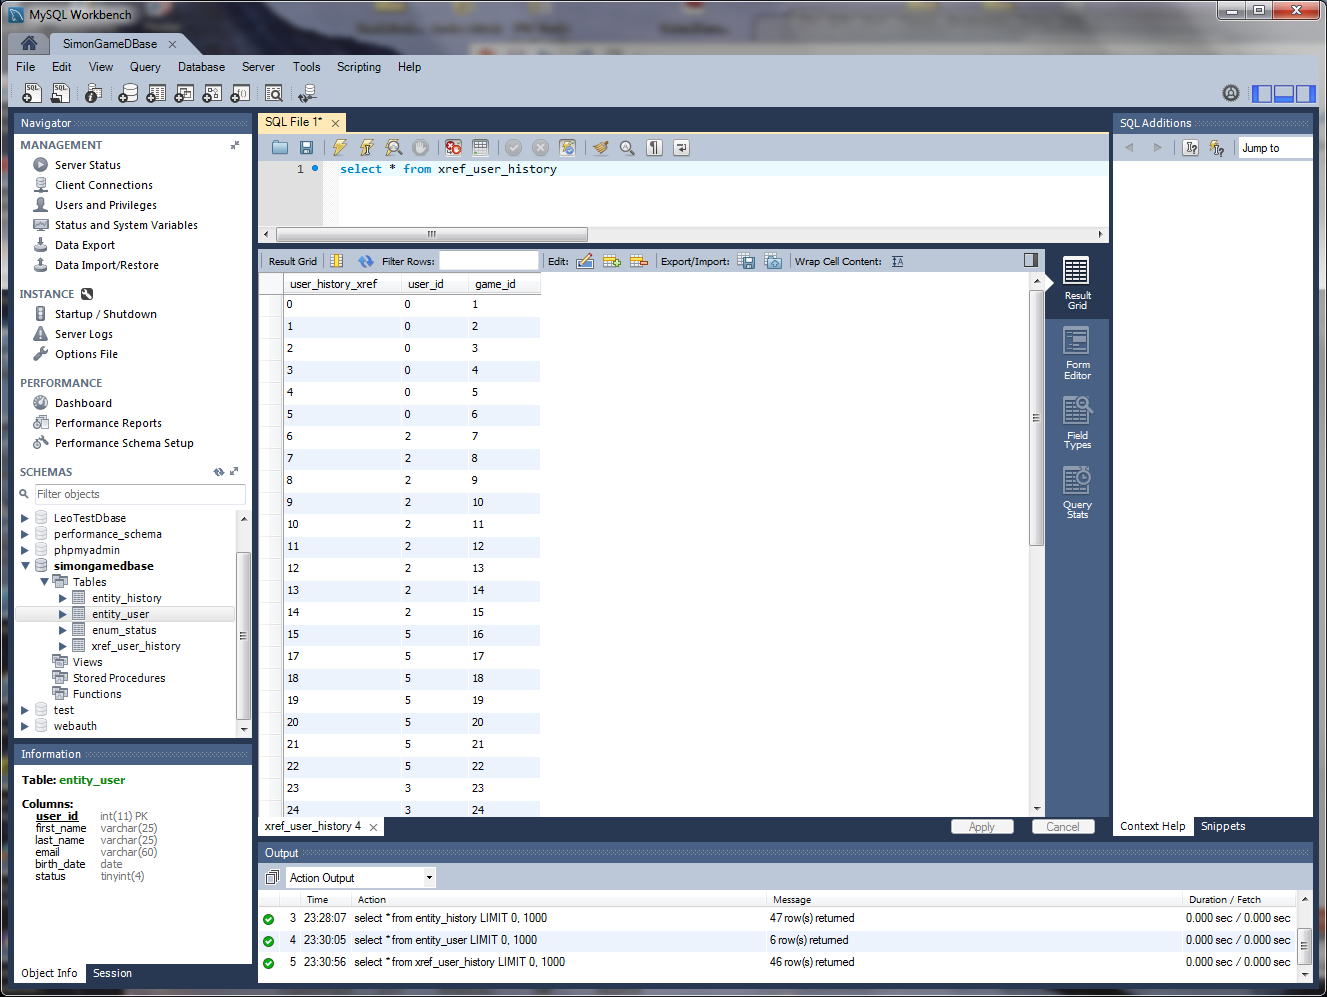 MySQL Workbench
SimonGameDBase
File Edit View Query Database Server Tools Scripting Help
Navigator
MANAGEMENT
Server Status
Client Connections
Users and Privileges
Status and System Variables
Data Export
Data Import/Restore
INSTANCE
Startup / Shutdown
Server Logs
Options File
PERFORMANCE
Dashboard
Performance Reports
Performance Schema Setup
SCHEMAS
Filter objects
LeoTestDbase
performance_schema
phpmyadmin
simongamedbase
Tables
entity_history
entity_user
enum_status
xref_user_history
Views
Stored Procedures
Functions
test
webauth
Information
Table: entity_user
Columns:
user_id int(11) PK
first_name varchar(25)
last_name varchar(25)
email varchar(60)
birth_date date
status tinyint(4)
Object Info Session
SQL File 1*
1 select * from xref_user_history
Result Grid Filter Rows: Edit: Export/Import: Wrap Cell Content:
user_history_xref user_id game_id
0 0 1
1 0 2
2 0 3
3 0 4
4 0 5
5 0 6
6 2 7
7 2 8
8 2 9
9 2 10
10 2 11
11 2 12
12 2 13
13 2 14
14 2 15
15 5 16
17 5 17
18 5 18
19 5 19
20 5 20
21 5 21
22 5 22
23 3 23
24 3 24
Result
Grid
Form
Editor
Field
Types
Query
Stats
xref_user_history 4 Apply Cancel
SQL Additions
Jump to
Context Help Snippets
Output
Action Output
Time Action Message Duration / Fetch
3 23:28:07 select * from entity_history LIMIT 0, 1000 47 row(s) returned 0.000 sec / 0.000 sec
4 23:30:05 select * from entity_user LIMIT 0, 1000 6 row(s) returned 0.000 sec / 0.000 sec
5 23:30:56 select * from xref_user_history LIMIT 0, 1000 46 row(s) returned 0.000 sec / 0.000 sec